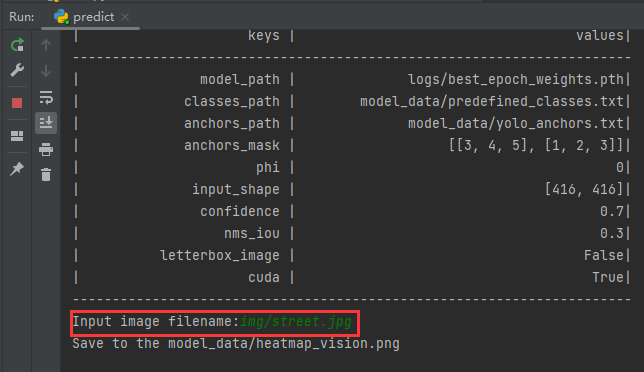 Run: predict
| keys | values|
----------------------------------------------------------------------
| model_path | logs/best_epoch_weights.pth|
| classes_path | model_data/predefined_classes.txt|
| anchors_path | model_data/yolo_anchors.txt|
| anchors_mask | [[3, 4, 5], [1, 2, 3]]|
| phi | 0|
| input_shape | [416, 416]|
| confidence | 0.7|
| nms_iou | 0.3|
| letterbox_image | False|
| cuda | True|
----------------------------------------------------------------------
Input image filename:img/street.jpg
Save to the model_data/heatmap_vision.png